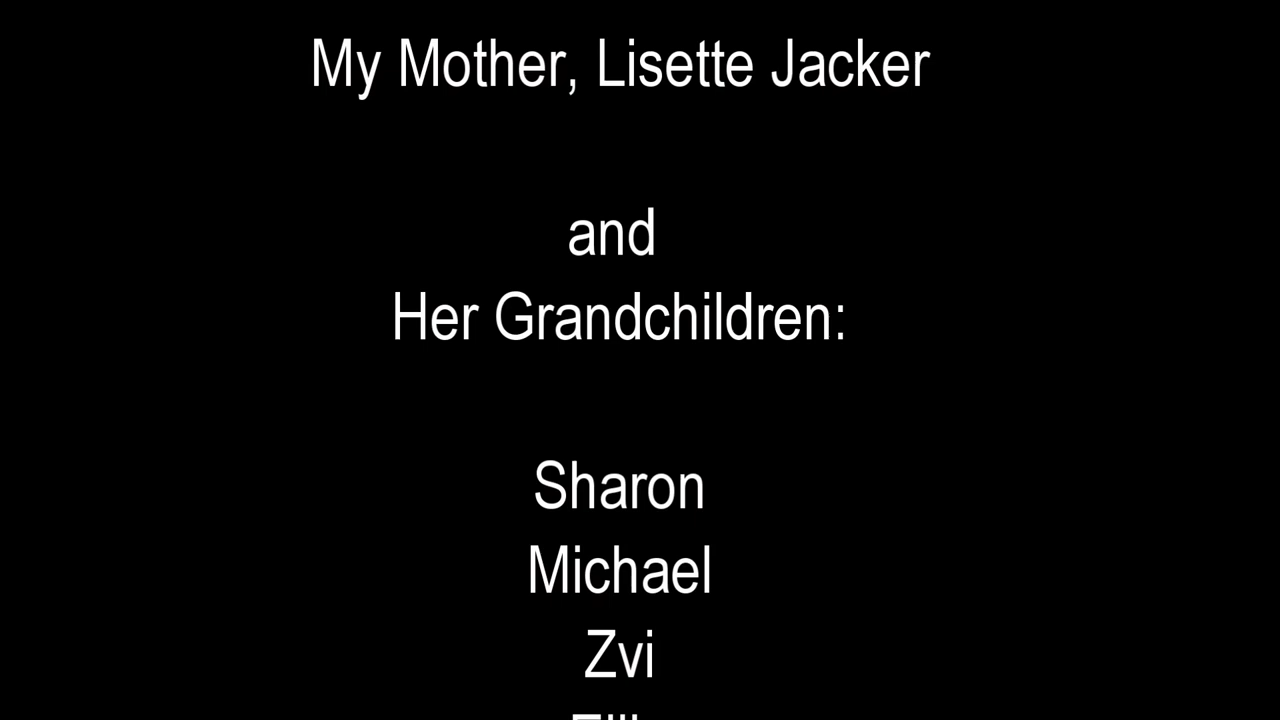 My Mother, Lisette Jacker
and
Her Grandchildren:
Sharon
Michael
Zvi